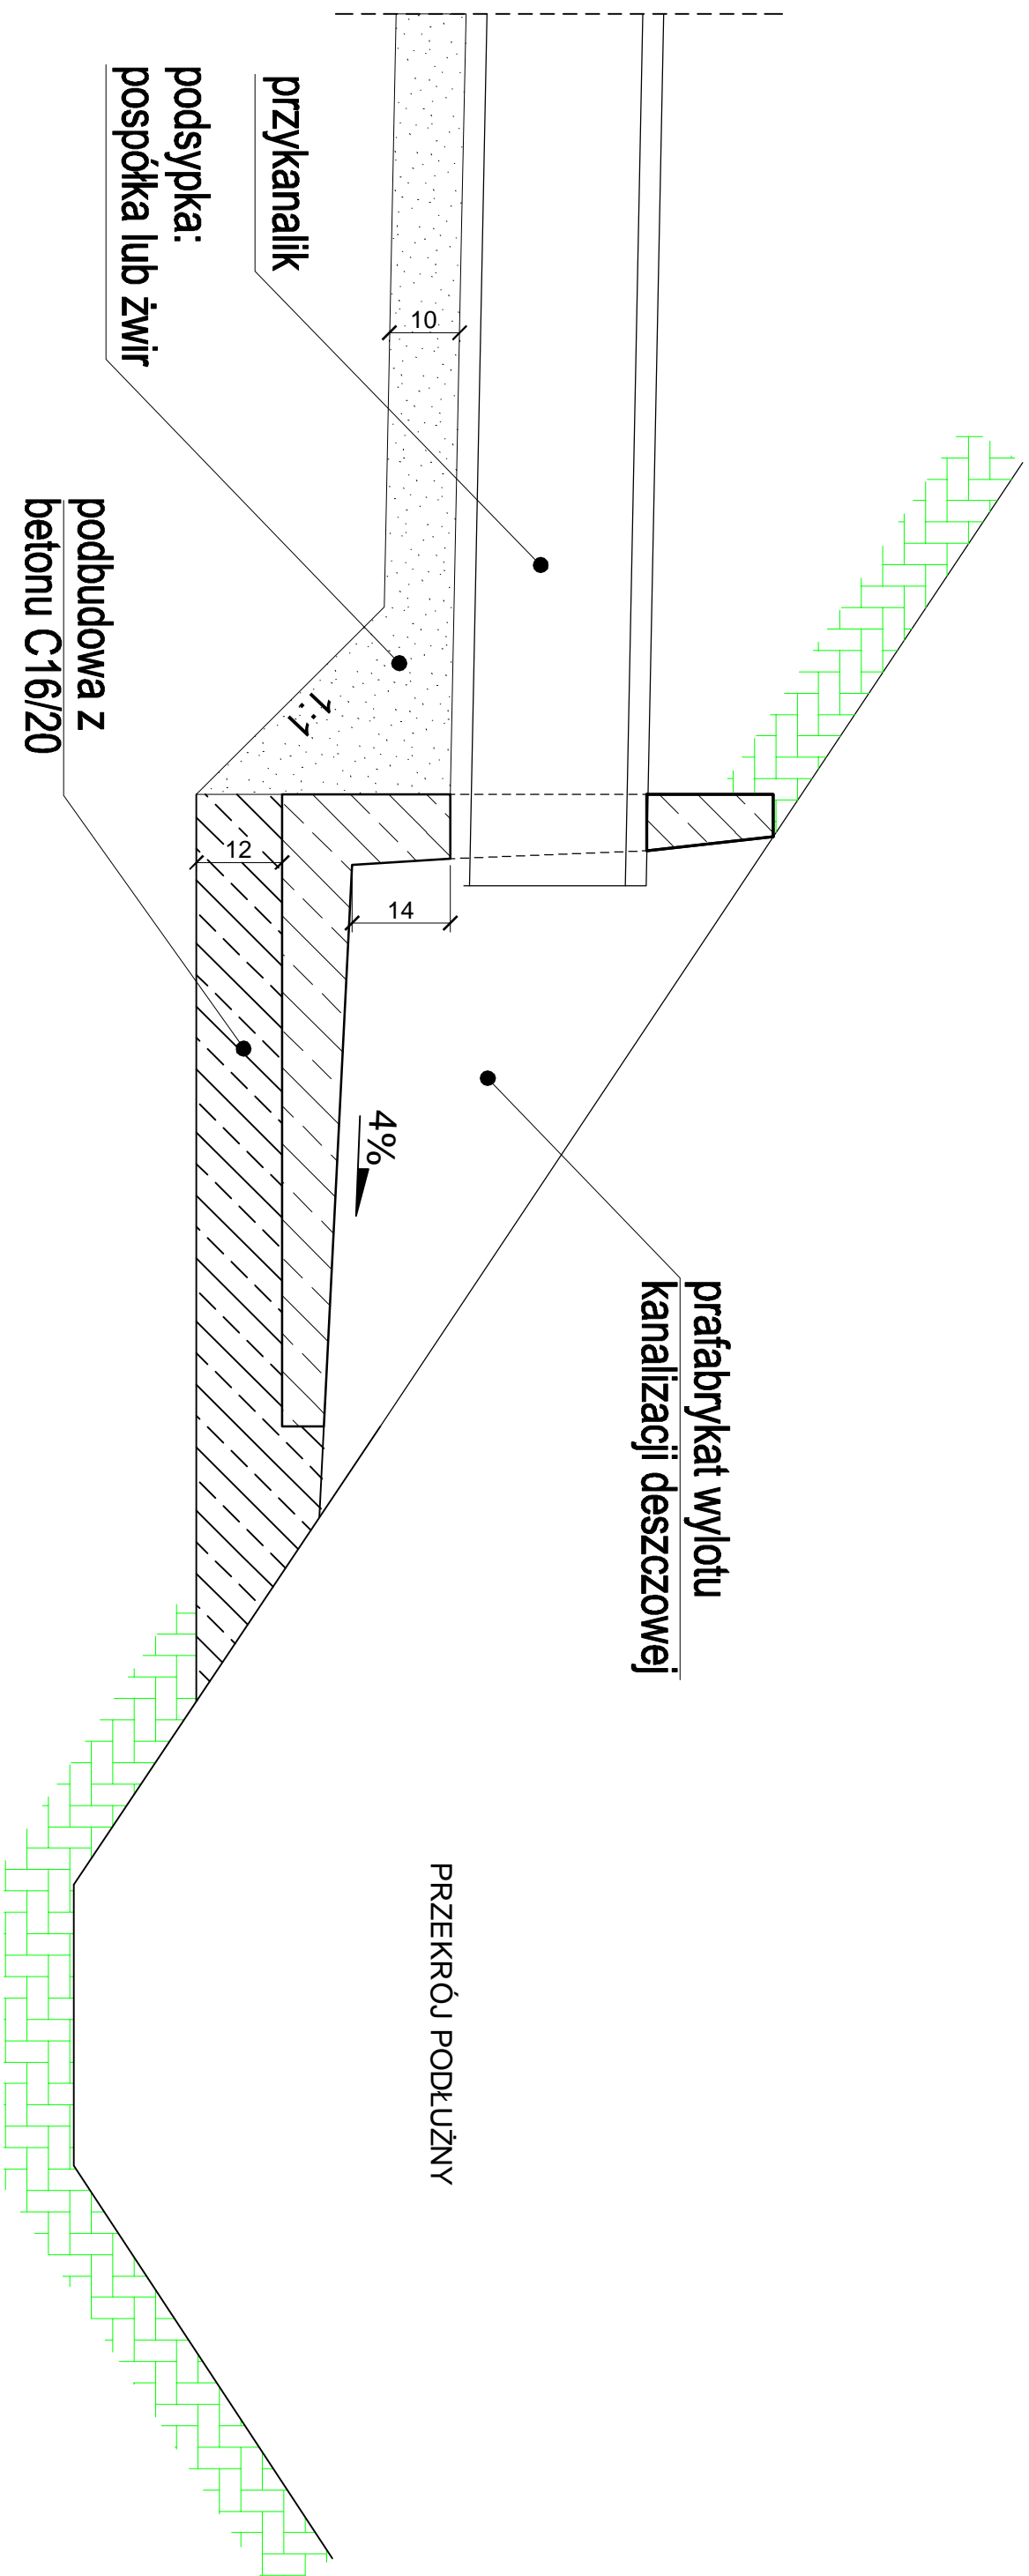 PRZEKRÓJ PODŁUŻNY
prafabrykat wylotu
kanalizacji deszczowej
4%
14
12
10
1:1
przykanalik
podsypka:
pospółka lub żwir
podbudowa z
betonu C16/20